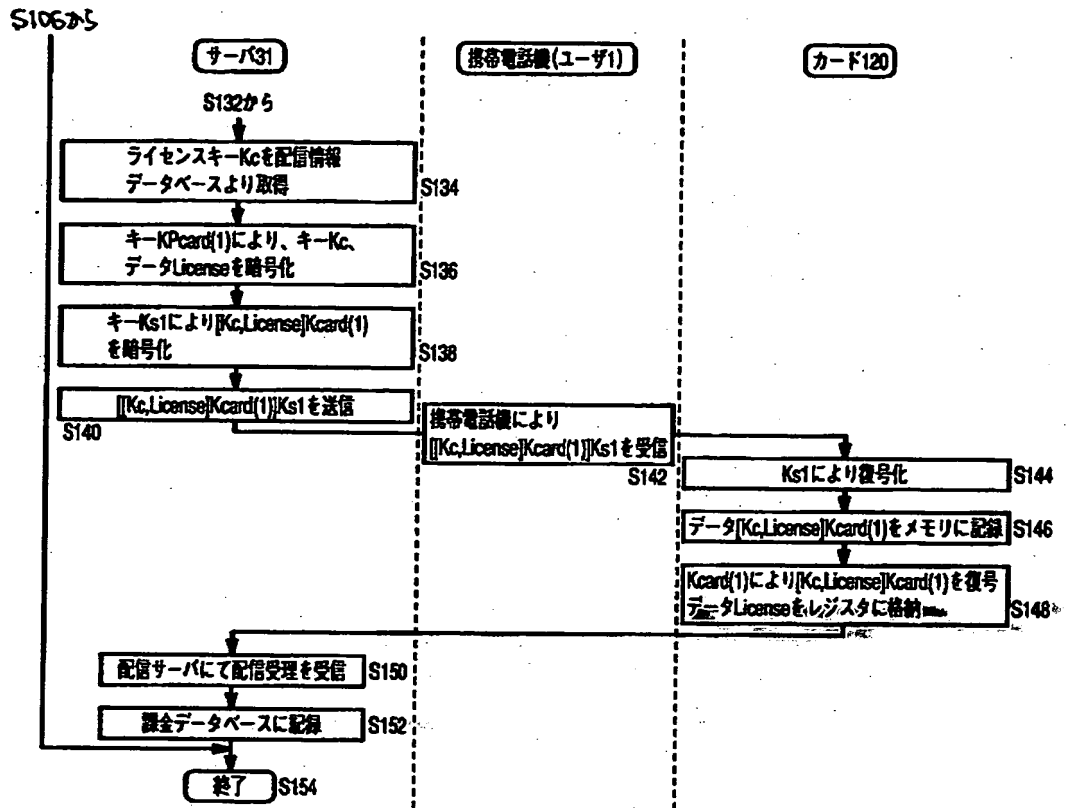 S106から
サーバ31
携帯電話機(ユーザ1)
カード120
S132から
ライセンスキーKcを配信情報
データベースより取得
S134
キーKPcard(1)により、キーKc、
データLicenseを暗号化
S136
キーKs1により[Kc,License]Kcard(1)
を暗号化
S138
[[Kc,License]Kcard(1)]Ks1を送信
S140
携帯電話機により
[[Kc,License]Kcard(1)]Ks1を受信
S142
Ks1により復号化
S144
データ[Kc,License]Kcard(1)をメモリに記録
S146
Kcard(1)により[Kc,License]Kcard(1)を復号
データLicenseをレジスタに格納
S148
配信サーバにて配信受理を受信
S150
課金データベースに記録
S152
終了
S154